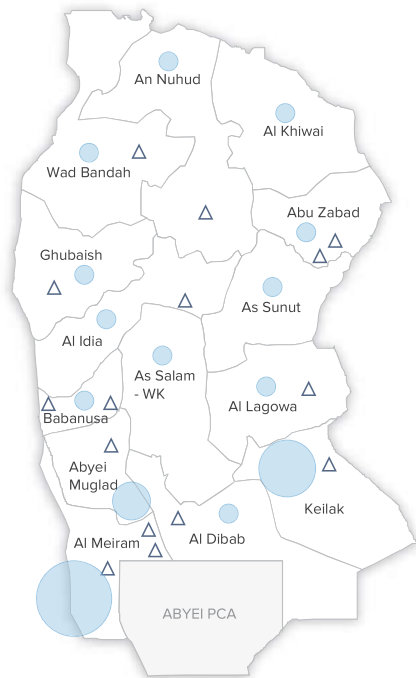 An Nuhud
Al Khiwai
Wad Bandah
Abu Zabad
Ghubaish
As Sunut
Al Idia
As Salam
- WK
Al Lagowa
Babanusa
Abyei
Muglad
Keilak
Al Meiram
Al Dibab
ABYEI PCA